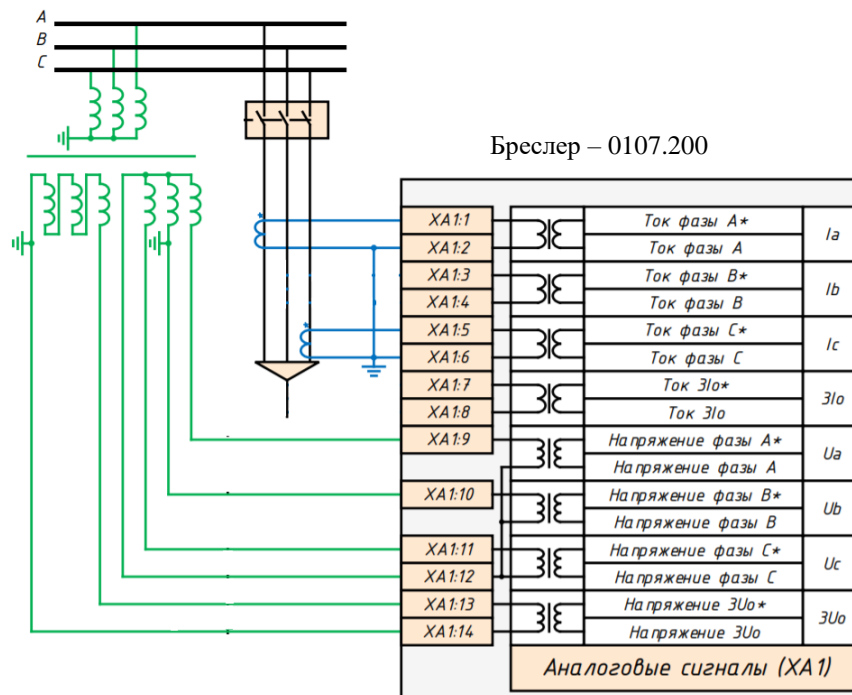 A
B
C
Бреслер – 0107.200
XA1:1 Ток фазы A* Ia
XA1:2 Ток фазы A
XA1:3 Ток фазы B* Ib
XA1:4 Ток фазы B
XA1:5 Ток фазы C* Ic
XA1:6 Ток фазы C
XA1:7 Ток 3Io* 3Io
XA1:8 Ток 3Io
XA1:9 Напряжение фазы A* Ua
Напряжение фазы A
XA1:10 Напряжение фазы B* Ub
Напряжение фазы B
XA1:11 Напряжение фазы C* Uc
XA1:12 Напряжение фазы C
XA1:13 Напряжение 3Uo* 3Uo
XA1:14 Напряжение 3Uo
Аналоговые сигналы (XA1)